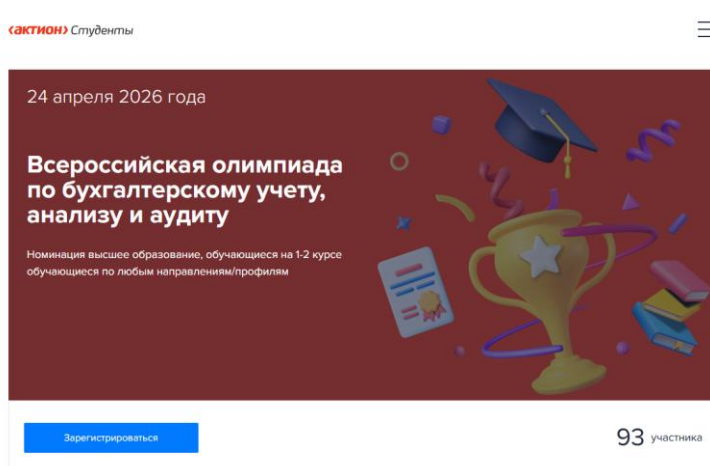 ‹актион› Студенты
24 апреля 2026 года
Всероссийская олимпиада
по бухгалтерскому учету,
анализу и аудиту
Номинация высшее образование, обучающиеся на 1-2 курсе
обучающиеся по любым направлениям/профилям
Зарегистрироваться
93 участника